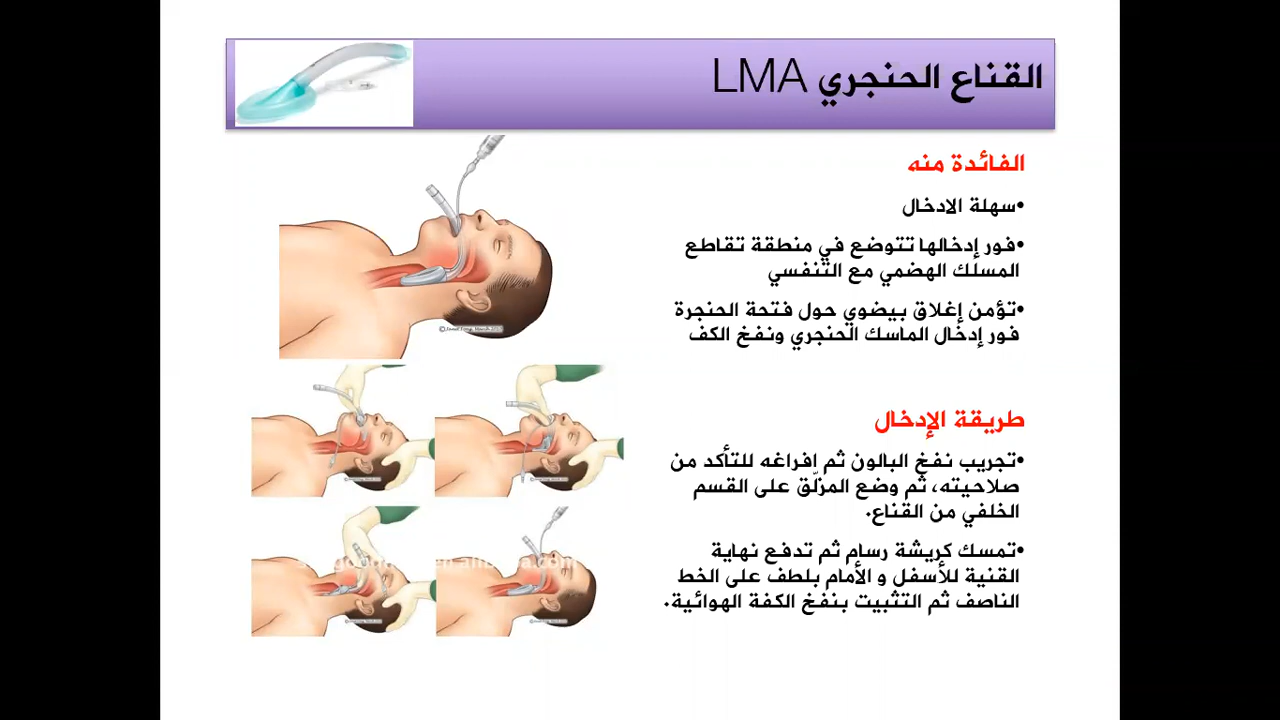 القناع الحنجري LMA
الفائدة منه
•سهلة الادخال
•فور إدخالها تتوضع في منطقة تقاطع
المسلك الهضمي مع التنفسي
•تؤمن إغلاق بيضوي حول فتحة الحنجرة
فور إدخال الماسك الحنجري ونفخ الكف
طريقة الإدخال
•تجريب نفخ البالون ثم إفراغه للتأكد من
صلاحيته، ثم وضع المزلّق على القسم
الخلفي من القناع.
•تمسك كريشة رسام ثم تدفع نهاية
القنية للأسفل و الأمام بلطف على الخط
الناصف ثم التثبيت بنفخ الكفة الهوائية.